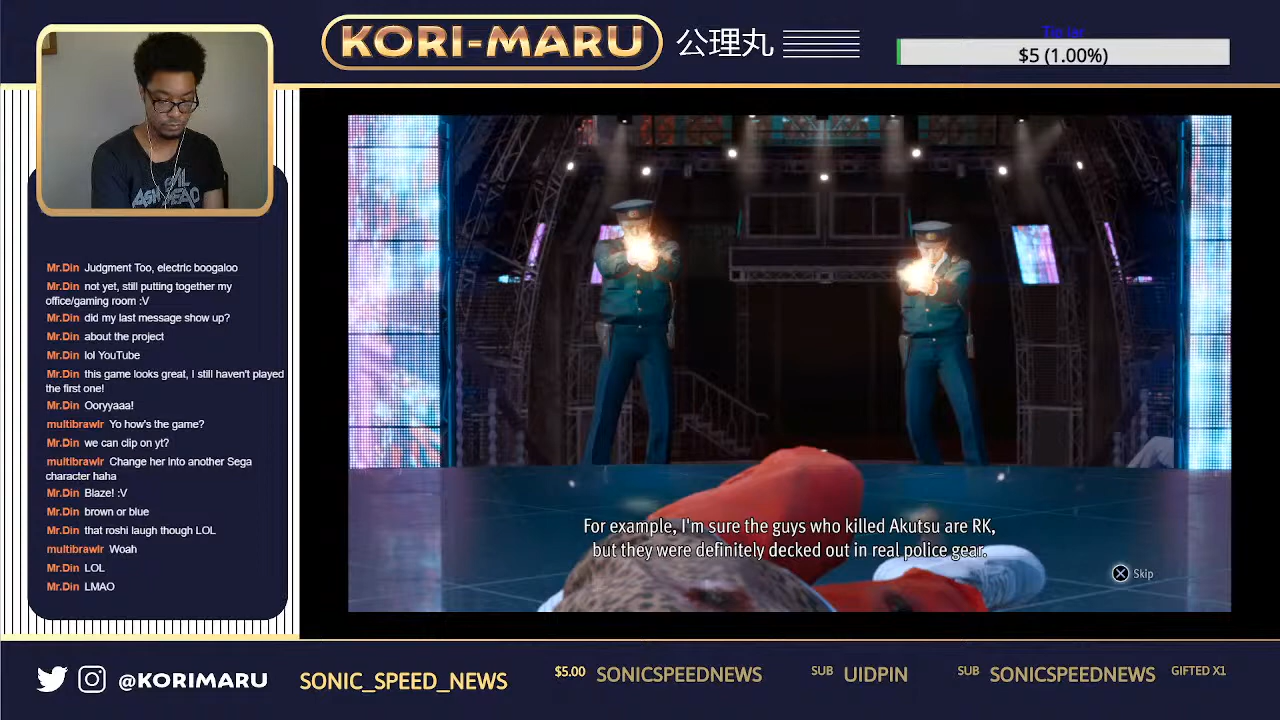 KORI-MARU
公理丸
Tip jar
$5 (1.00%)
Mr.Din Judgment Too, electric boogaloo
Mr.Din not yet, still putting together my
office/gaming room :V
Mr.Din did my last message show up?
Mr.Din about the project
Mr.Din lol YouTube
Mr.Din this game looks great, I still haven't played
the first one!
Mr.Din Ooryyaaa!
multibrawlr Yo how's the game?
Mr.Din we can clip on yt?
multibrawlr Change her into another Sega
character haha
Mr.Din Blaze! :V
Mr.Din brown or blue
Mr.Din that roshi laugh though LOL
multibrawlr Woah
Mr.Din LOL
Mr.Din LMAO
For example, I'm sure the guys who killed Akutsu are RK,
but they were definitely decked out in real police gear.
Skip
@KORIMARU
SONIC_SPEED_NEWS
$5.00 SONICSPEEDNEWS
SUB UIDPIN
SUB SONICSPEEDNEWS GIFTED X1